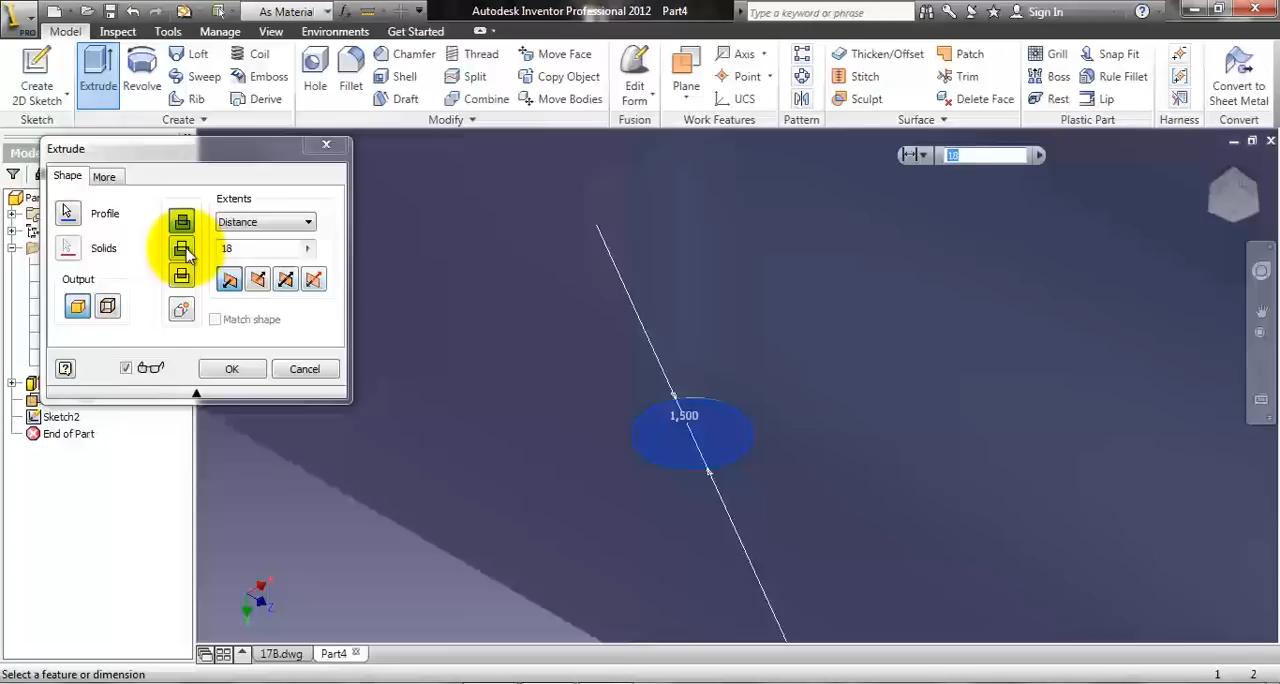 PRO
As Material
Autodesk Inventor Professional 2012 Part4
Type a keyword or phrase
Sign In
Model Inspect Tools Manage View Environments Get Started
Create
2D Sketch
Extrude
Revolve
Loft
Sweep
Rib
Coil
Emboss
Derive
Hole
Fillet
Chamfer
Shell
Draft
Thread
Split
Combine
Move Face
Copy Object
Move Bodies
Edit
Form
Plane
Axis
Point
UCS
Thicken/Offset
Stitch
Sculpt
Patch
Trim
Delete Face
Grill
Boss
Rest
Snap Fit
Rule Fillet
Lip
Convert to
Sheet Metal
Sketch
Create
Modify
Fusion
Work Features
Pattern
Surface
Plastic Part
Harness
Convert
Extrude
Shape More
Profile
Solids
Output
Extents
Distance
18
Match shape
OK
Cancel
18
1,500
Sketch2
End of Part
X
Y
Z
17B.dwg
Part4
Select a feature or dimension
1 2